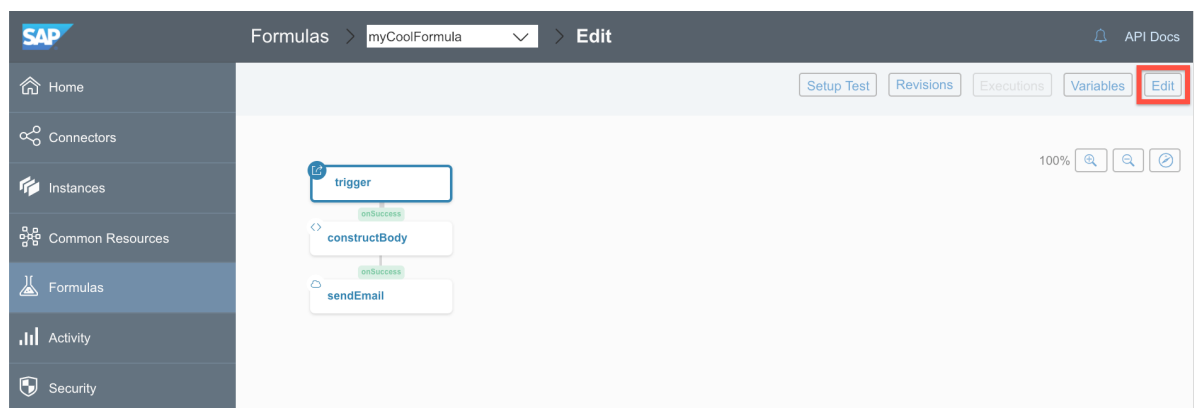 SAP
Formulas > myCoolFormula > Edit
API Docs
Home
Connectors
Instances
Common Resources
Formulas
Activity
Security
Setup Test Revisions Executions Variables Edit
100%
trigger
onSuccess
constructBody
onSuccess
sendEmail